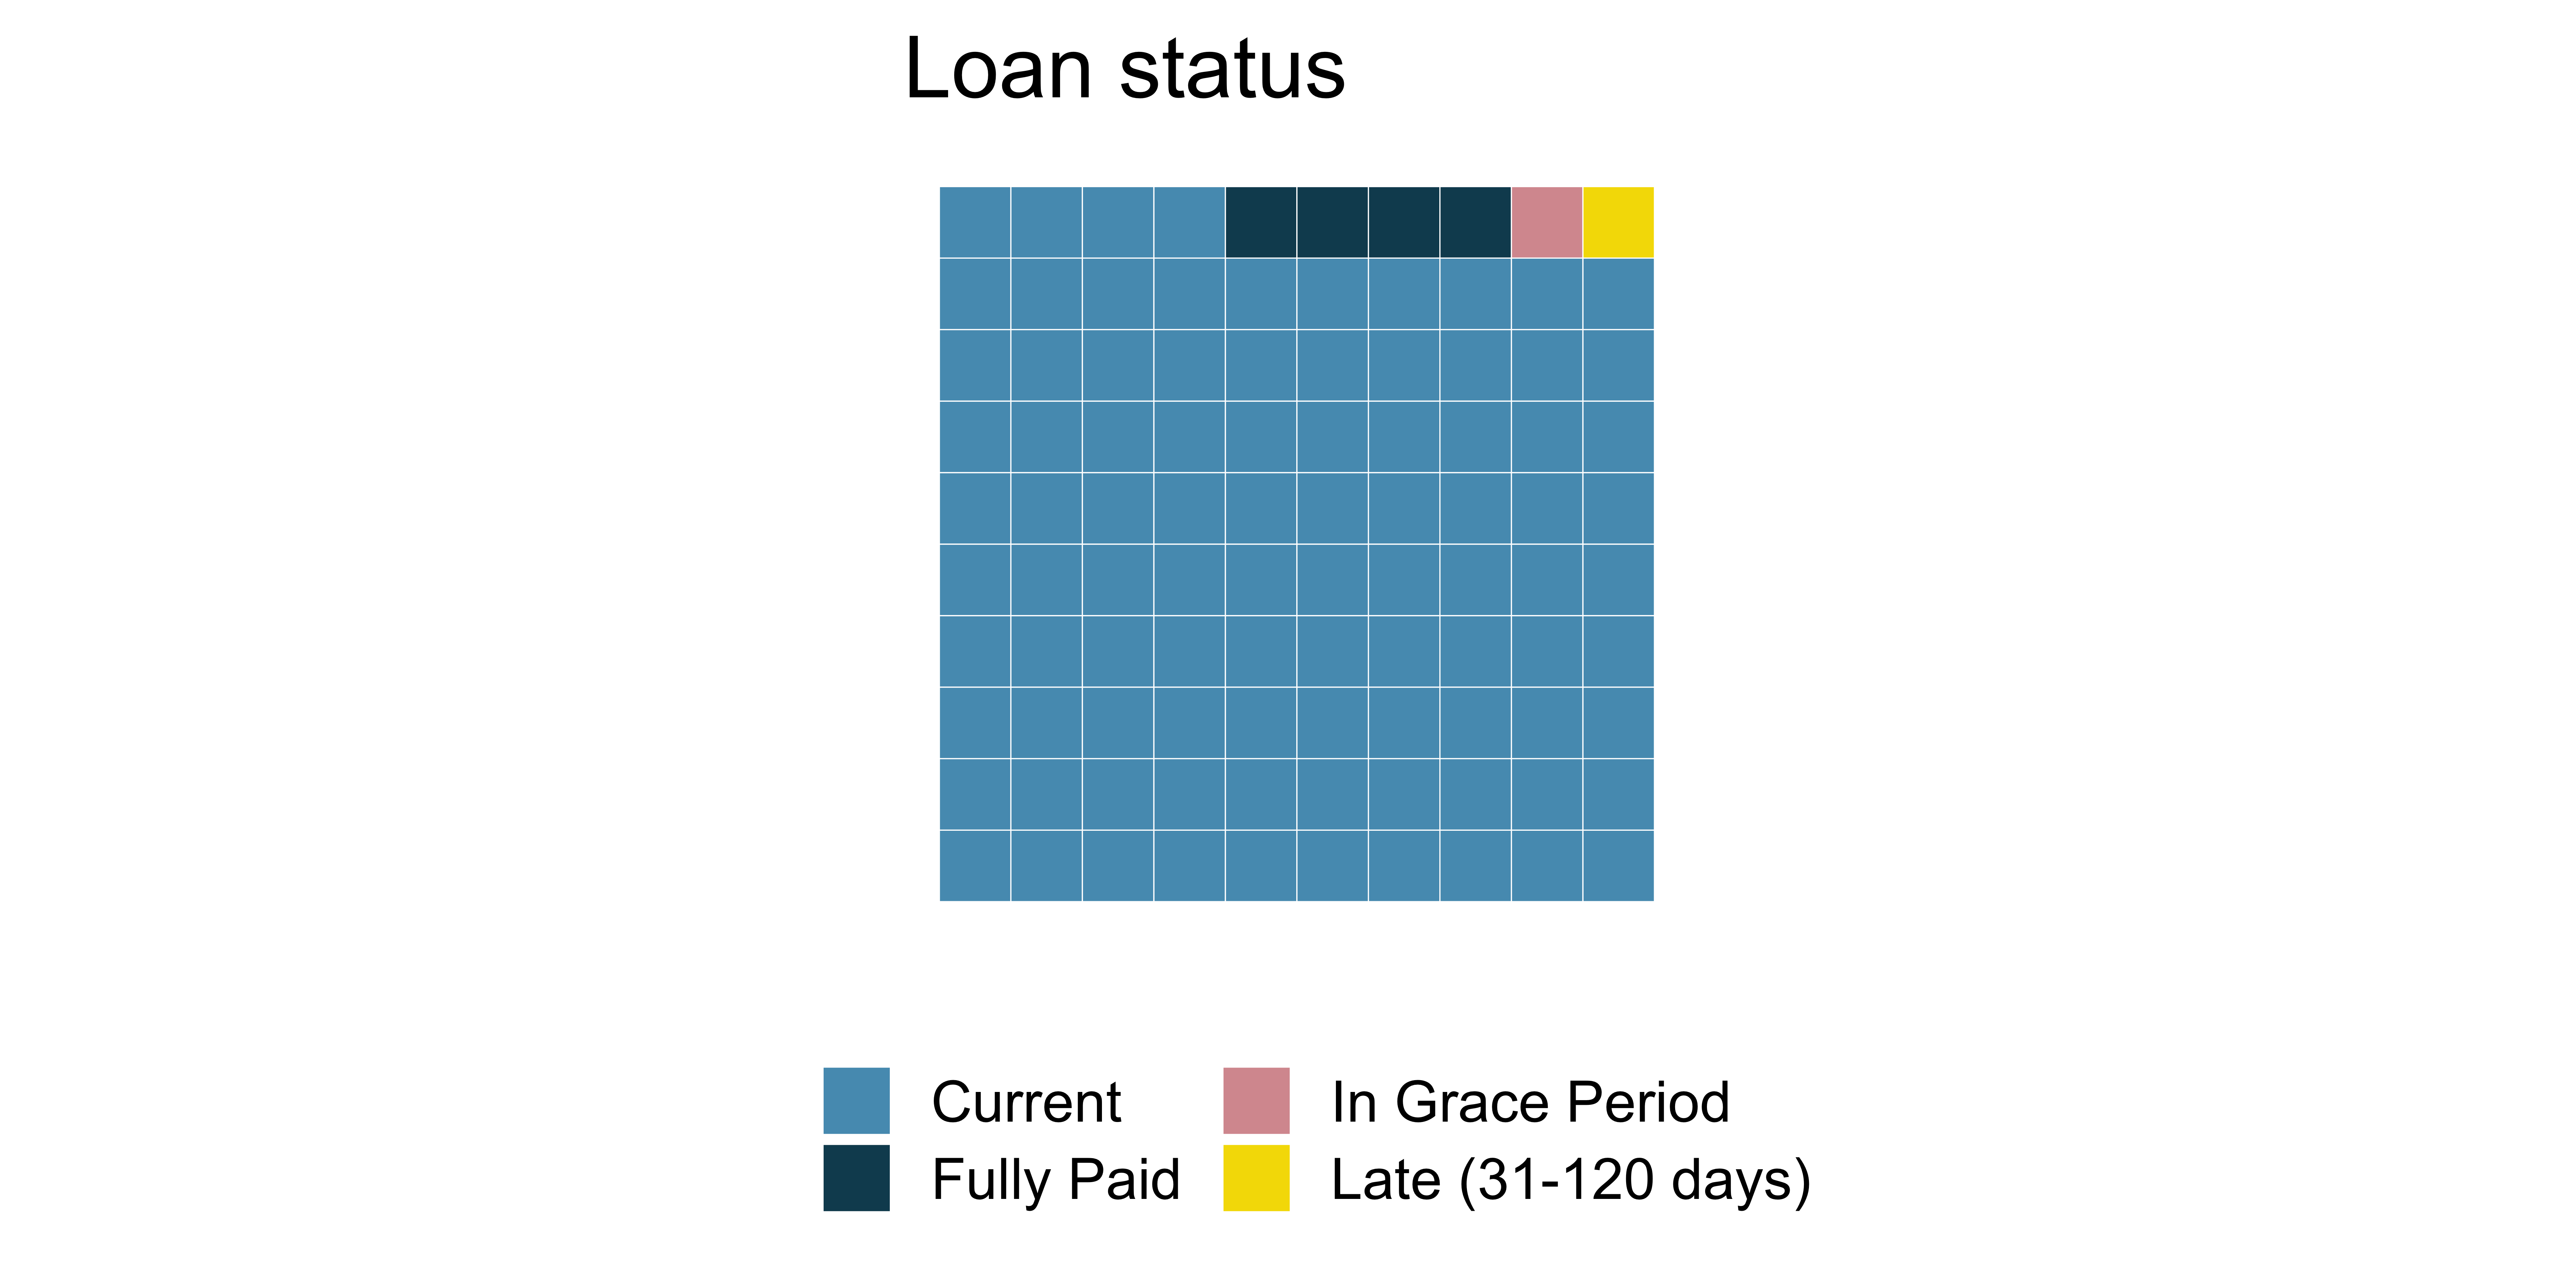 Loan status
Current
In Grace Period
Fully Paid
Late (31-120 days)